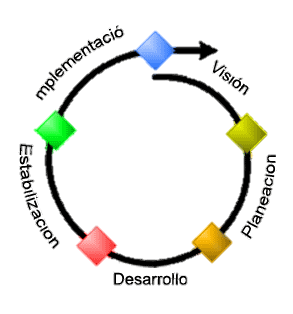 Visión
Planeacion
Desarrollo
Estabilizacion
mplementació